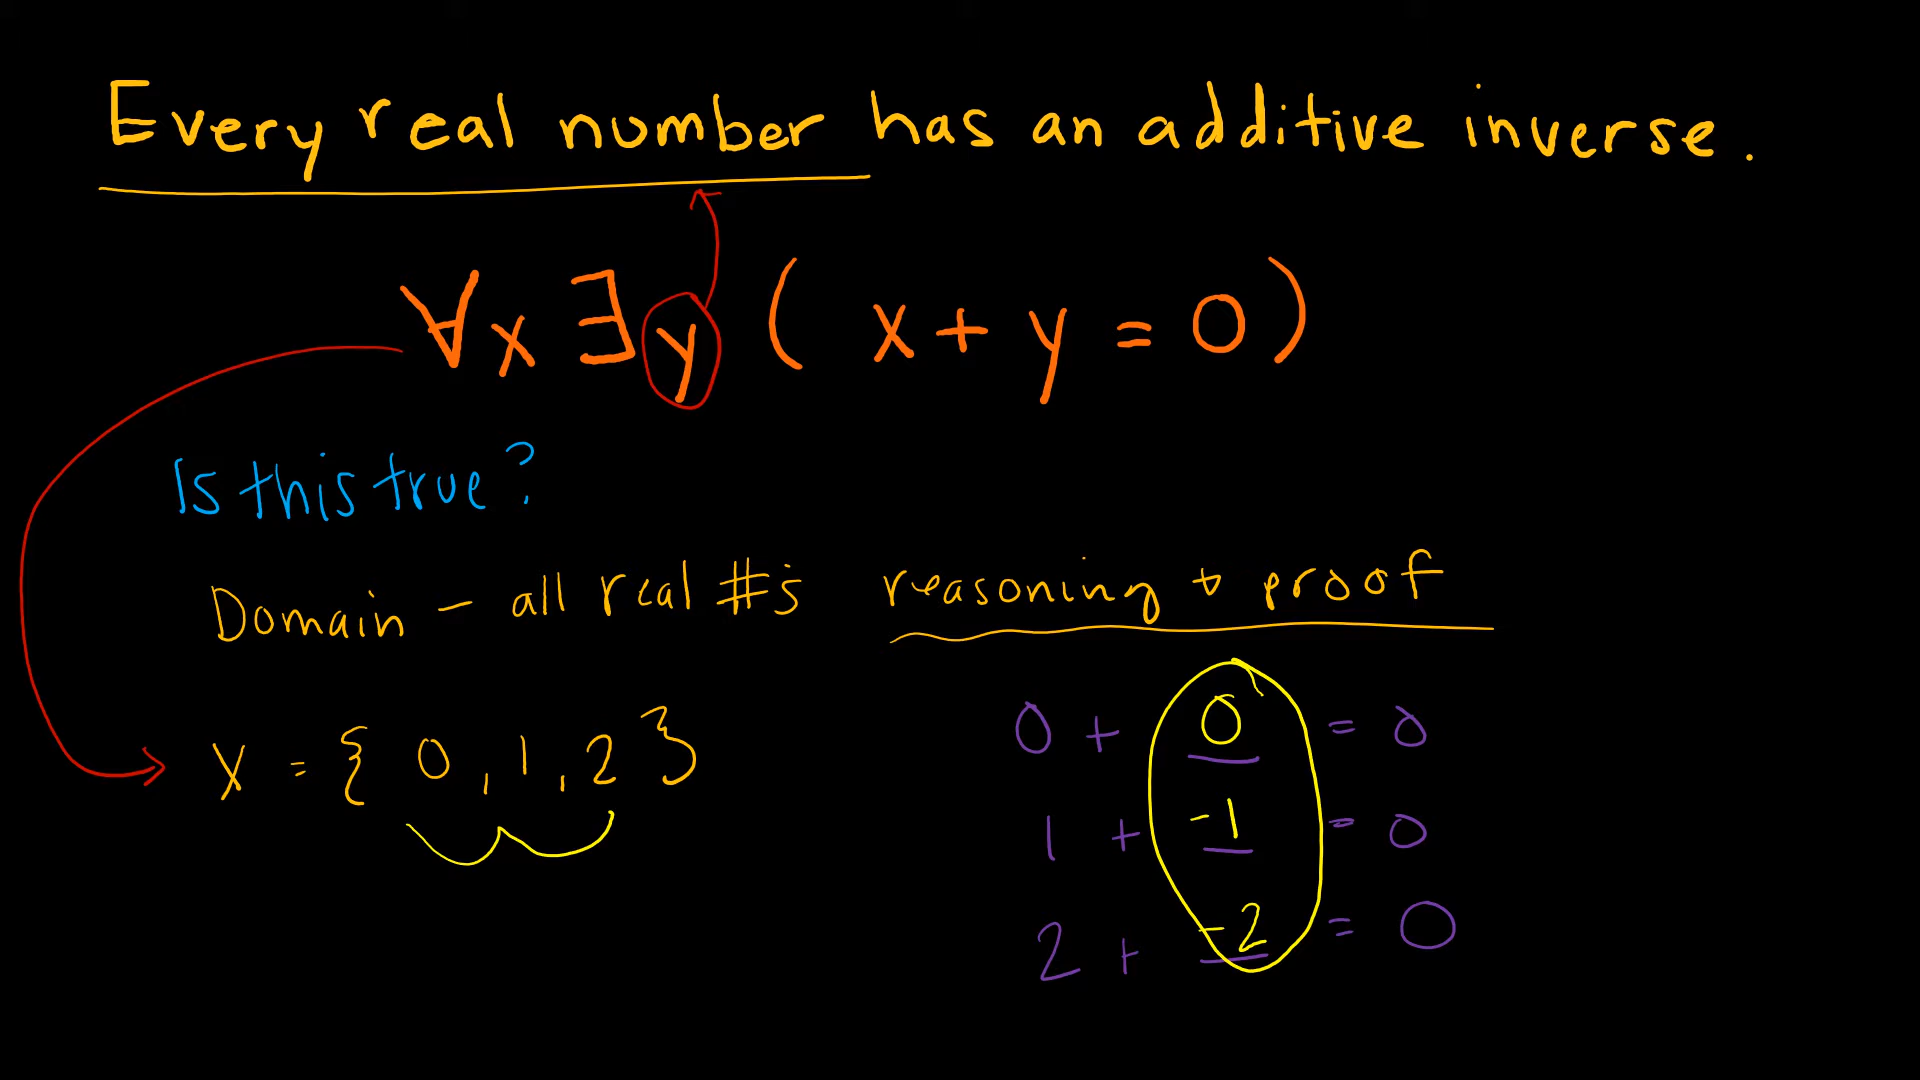 Every real number has an additive inverse.
∀x ∃y ( x + y = 0 )
Is this true?
Domain - all real #s
reasoning + proof
x = { 0 , 1 , 2 }
0 + 0 = 0
1 + -1 = 0
2 + -2 = 0